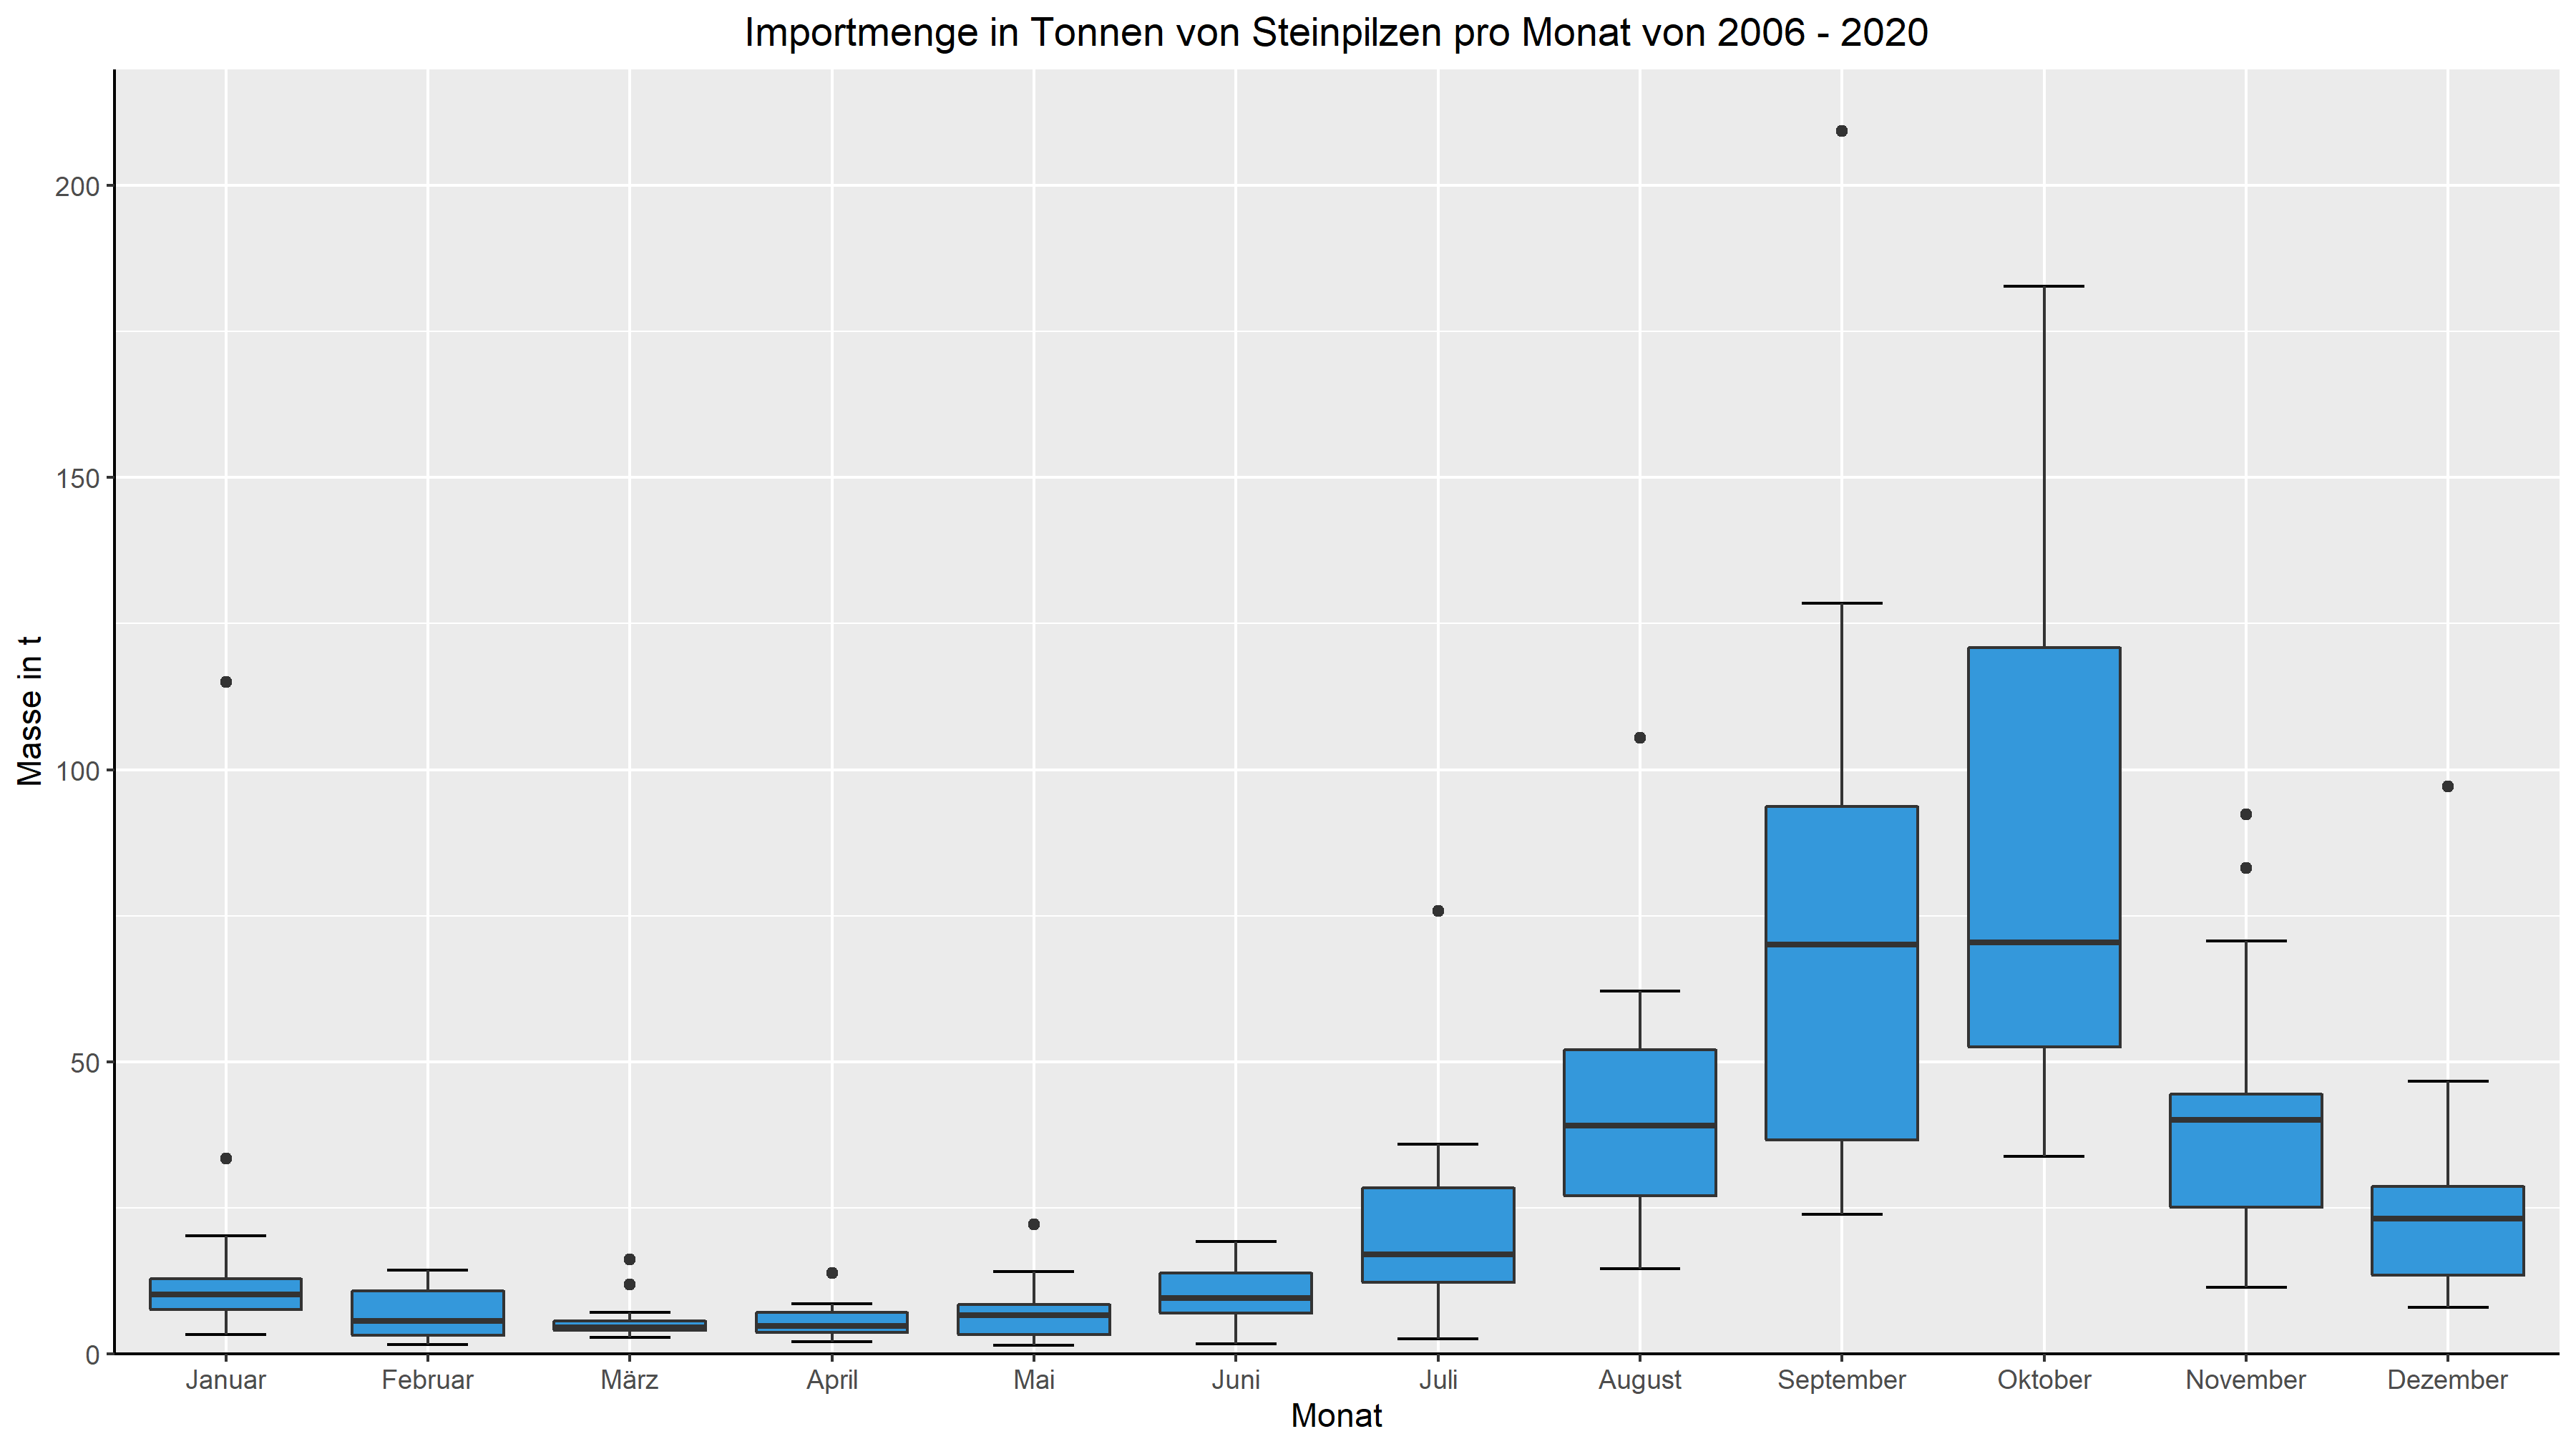 Importmenge in Tonnen von Steinpilzen pro Monat von 2006 - 2020
Masse in t
200
150
100
50
0
Januar Februar März April Mai Juni Juli August September Oktober November Dezember
Monat